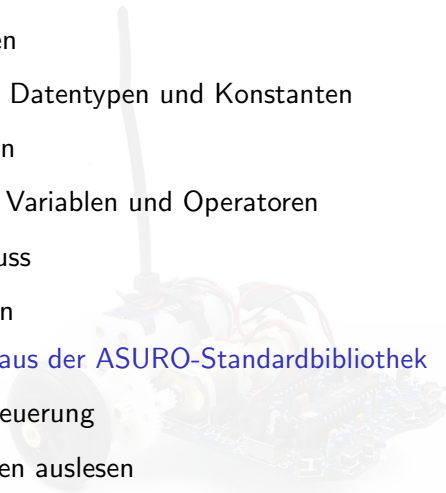 en
Datentypen und Konstanten
n
Variablen und Operatoren
uss
n
aus der ASURO-Standardbibliothek
euerung
en auslesen